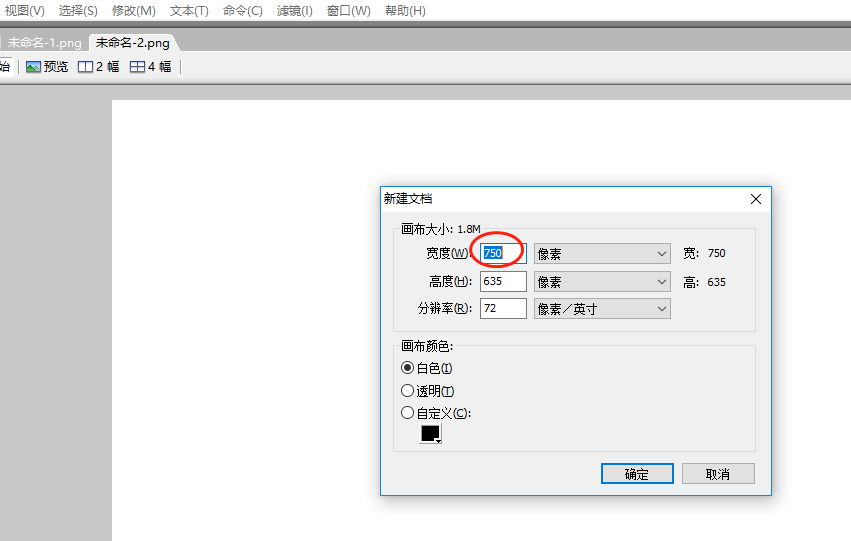 视图(V) 选择(S) 修改(M) 文本(T) 命令(C) 滤镜(I) 窗口(W) 帮助(H)
未命名-1.png 未命名-2.png
始 预览 2 幅 4 幅
新建文档
画布大小: 1.8M
宽度(W): 750 像素 宽: 750
高度(H): 635 像素 高: 635
分辨率(R): 72 像素／英寸
画布颜色:
白色(I)
透明(T)
自定义(C):
确定 取消